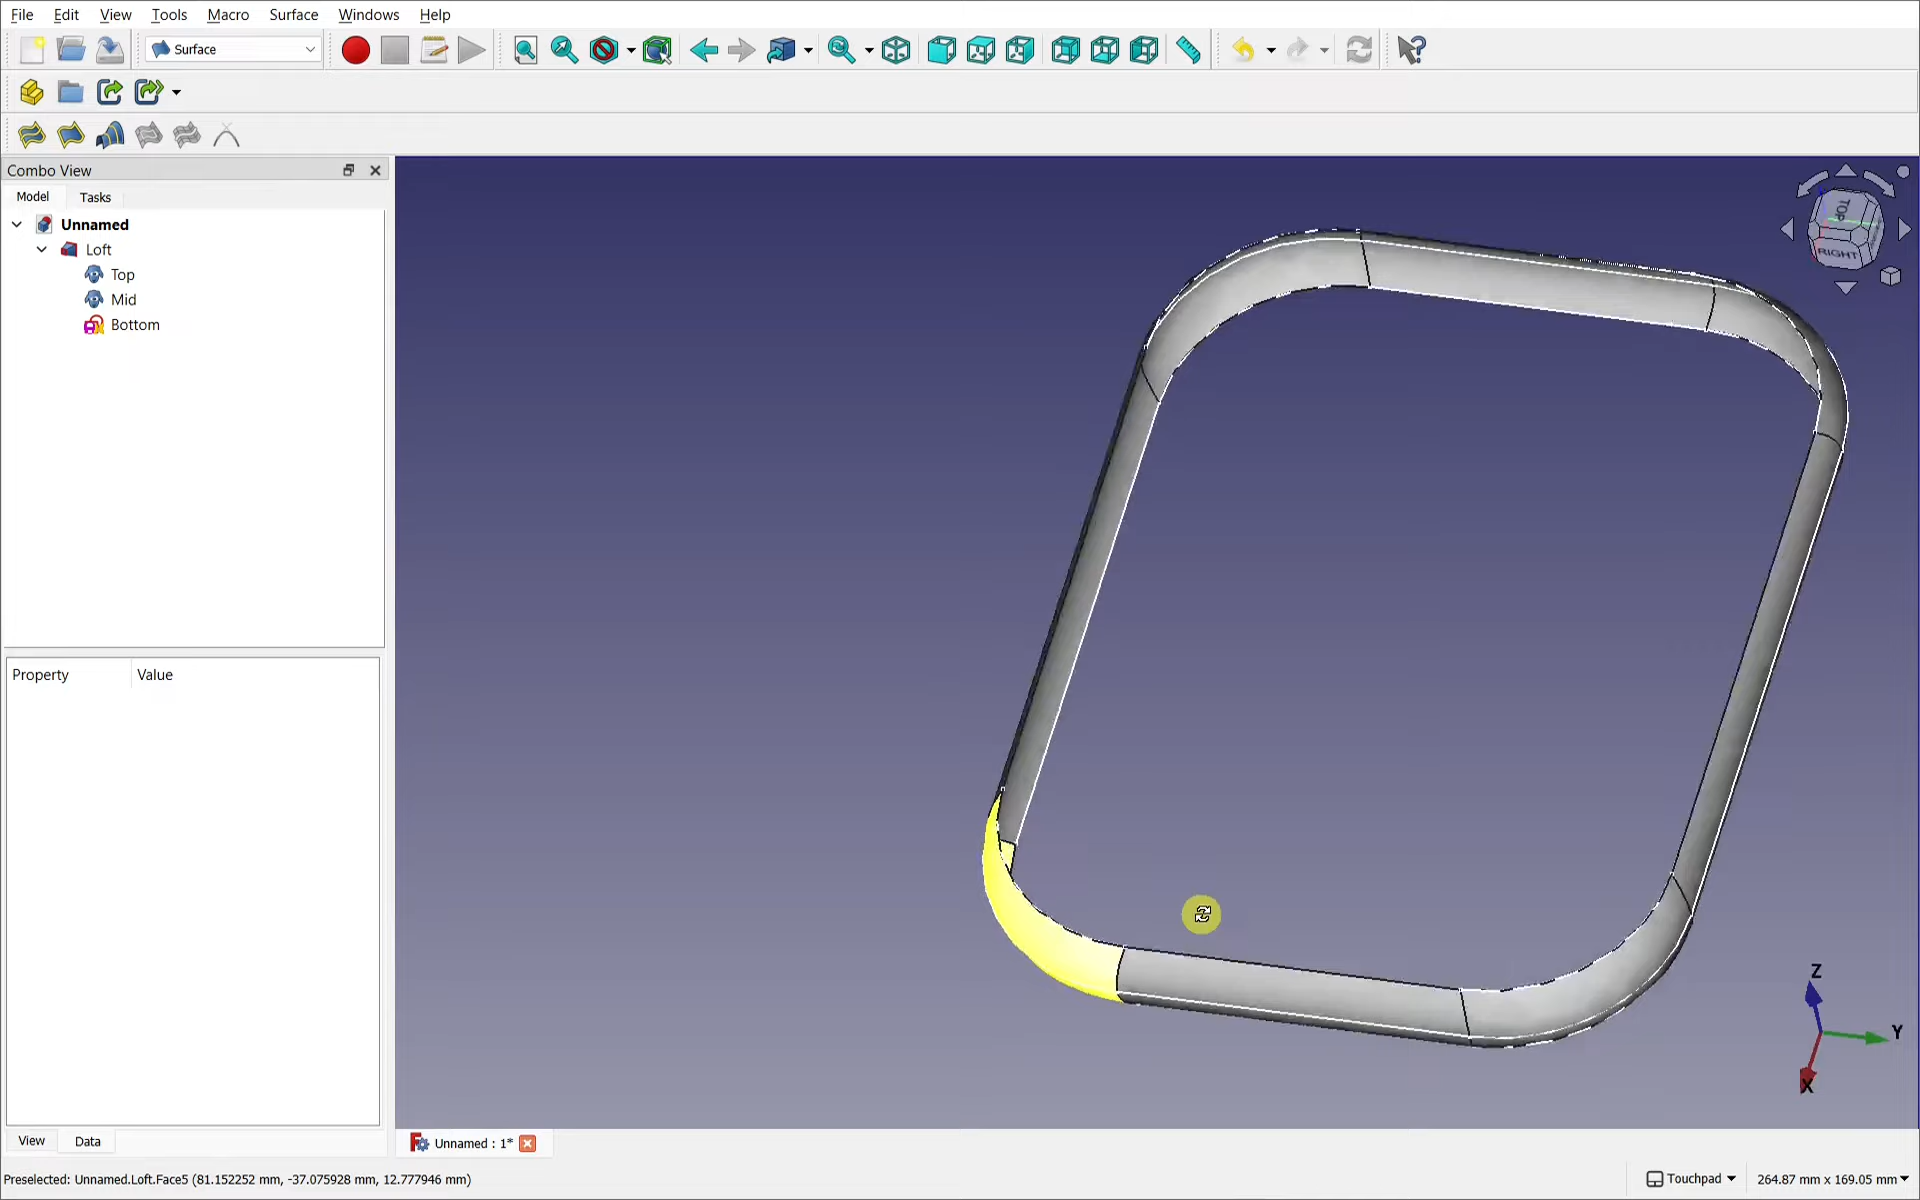 File Edit View Tools Macro Surface Windows Help
Surface
Combo View
Model Tasks
Unnamed
Loft
Top
Mid
Bottom
Property Value
View Data
TOP
RIGHT
Z
Y
X
Unnamed : 1*
Preselected: Unnamed.Loft.Face5 (81.152252 mm, -37.075928 mm, 12.777946 mm)
Touchpad
264.87 mm x 169.05 mm